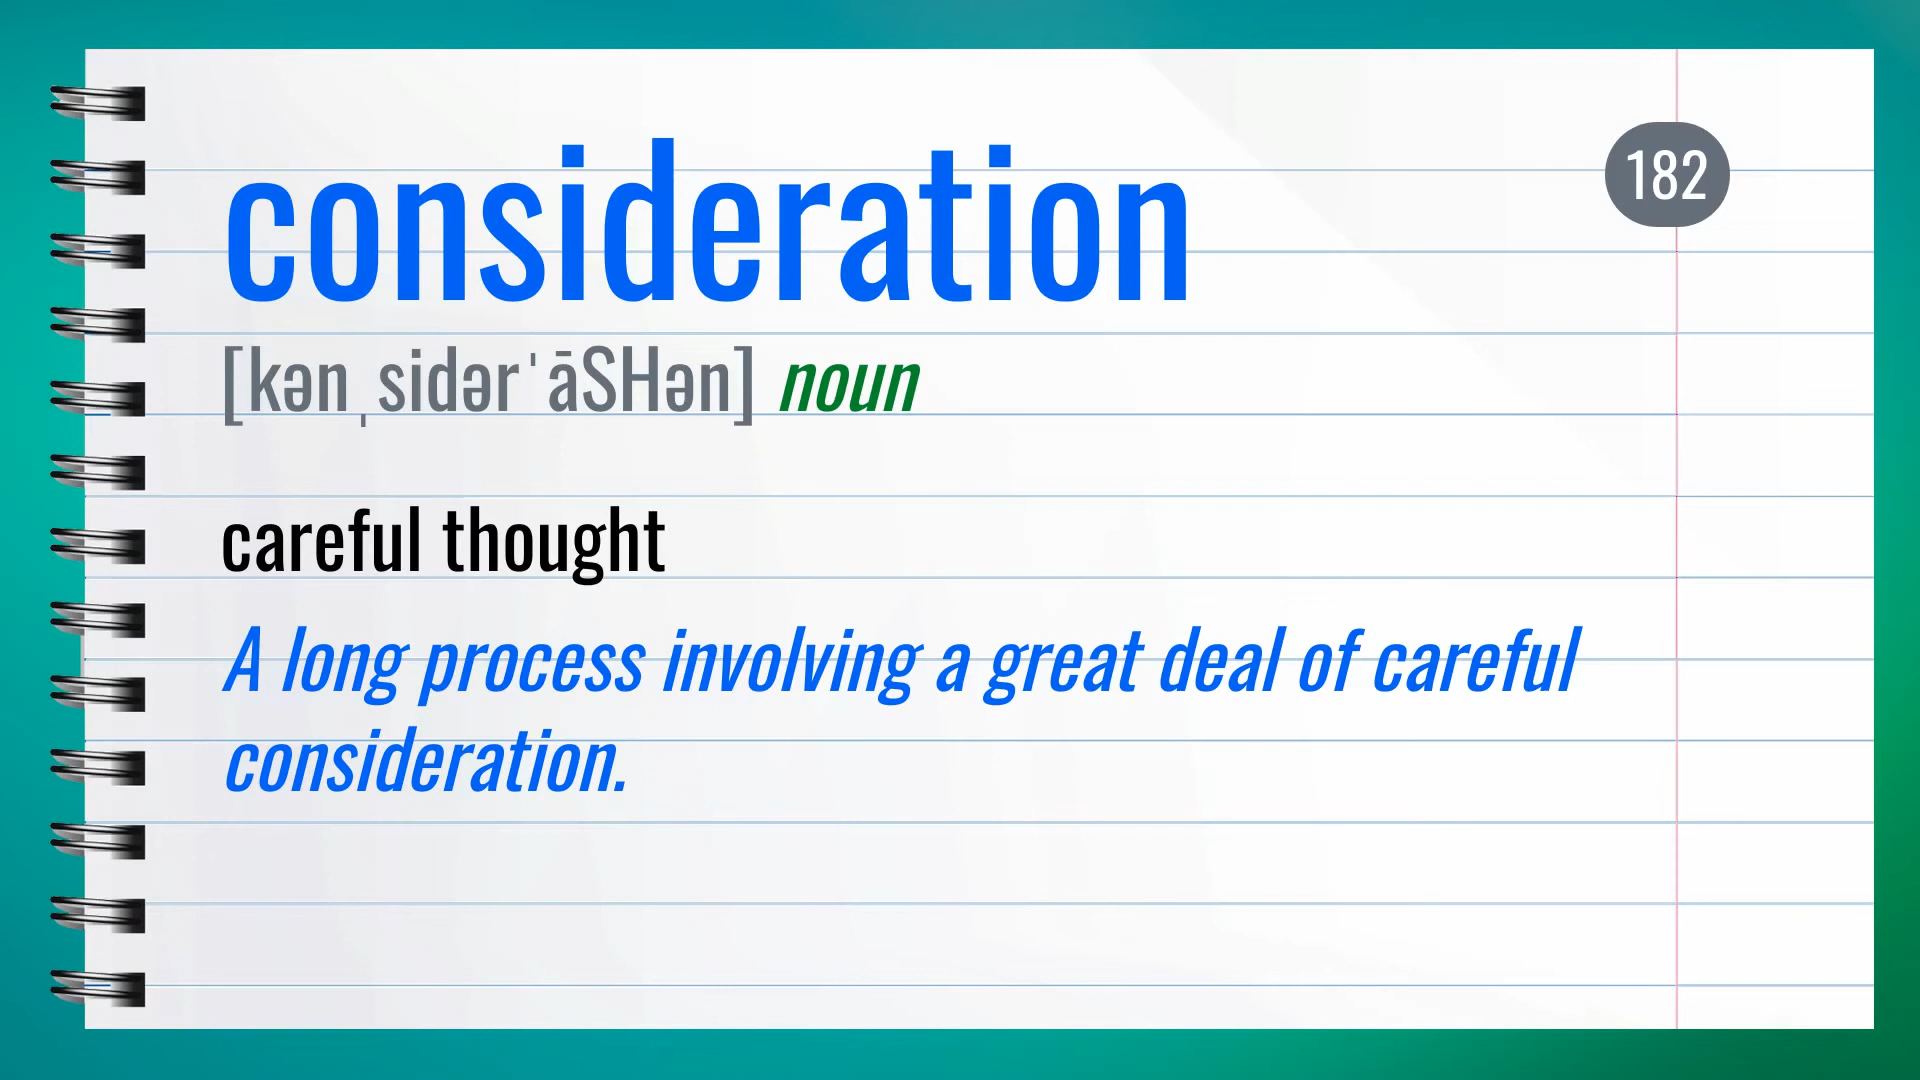 consideration
182
[kənˌsidərˈāSHən] noun
careful thought
A long process involving a great deal of careful
consideration.